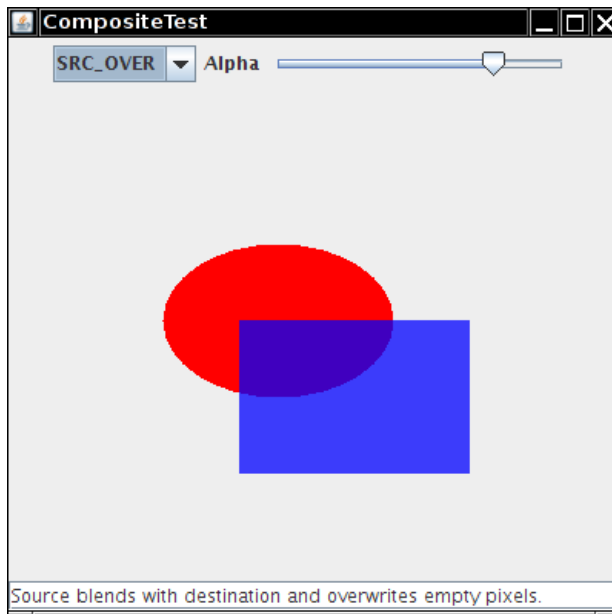 CompositeTest
SRC_OVER Alpha
Source blends with destination and overwrites empty pixels.